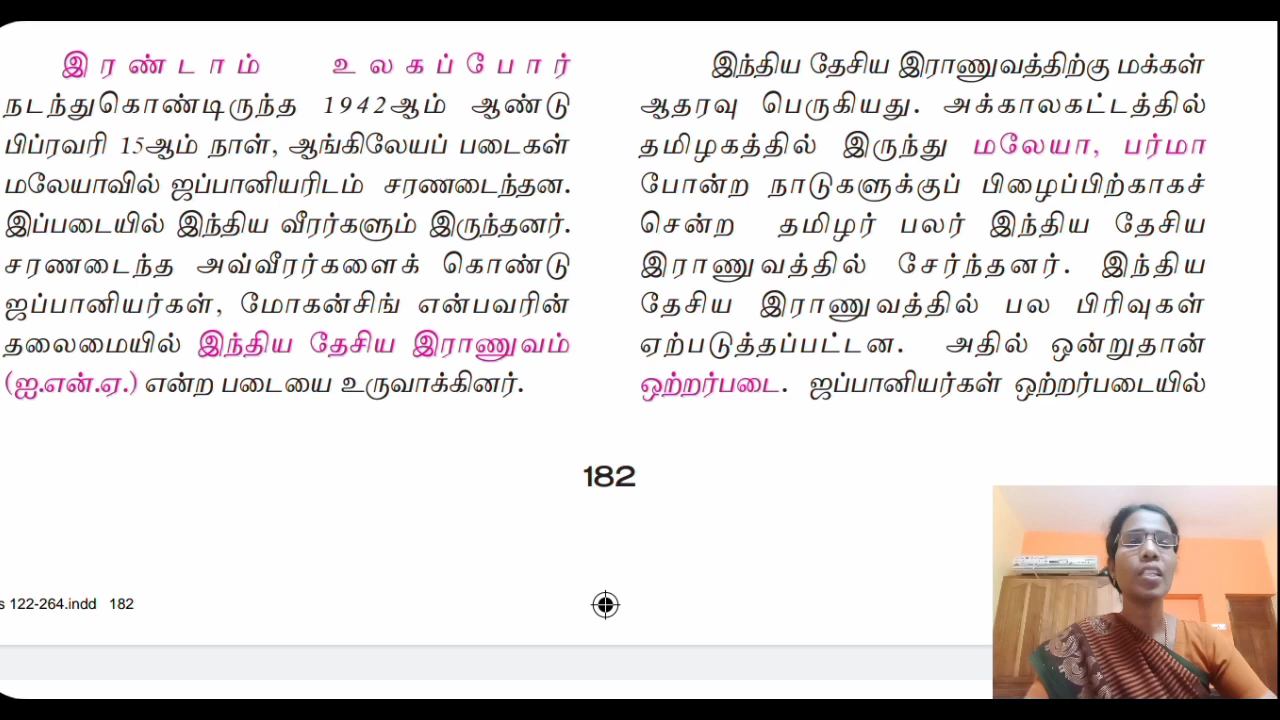 இரண்டாம் உலகப்போர்
நடந்துகொண்டிருந்த 1942ஆம் ஆண்டு
பிப்ரவரி 15ஆம் நாள், ஆங்கிலேயப் படைகள்
மலேயாவில் ஜப்பானியரிடம் சரணடைந்தன.
இப்படையில் இந்திய வீரர்களும் இருந்தனர்.
சரணடைந்த அவ்வீரர்களைக் கொண்டு
ஜப்பானியர்கள், மோகன்சிங் என்பவரின்
தலைமையில் இந்திய தேசிய இராணுவம்
(ஐ.என்.ஏ.) என்ற படையை உருவாக்கினர்.
இந்திய தேசிய இராணுவத்திற்கு மக்கள்
ஆதரவு பெருகியது. அக்காலகட்டத்தில்
தமிழகத்தில் இருந்து மலேயா, பர்மா
போன்ற நாடுகளுக்குப் பிழைப்பிற்காகச்
சென்ற தமிழர் பலர் இந்திய தேசிய
இராணுவத்தில் சேர்ந்தனர். இந்திய
தேசிய இராணுவத்தில் பல பிரிவுகள்
ஏற்படுத்தப்பட்டன. அதில் ஒன்றுதான்
ஒற்றர்படை. ஜப்பானியர்கள் ஒற்றர்படையில்
182
s 122-264.indd 182